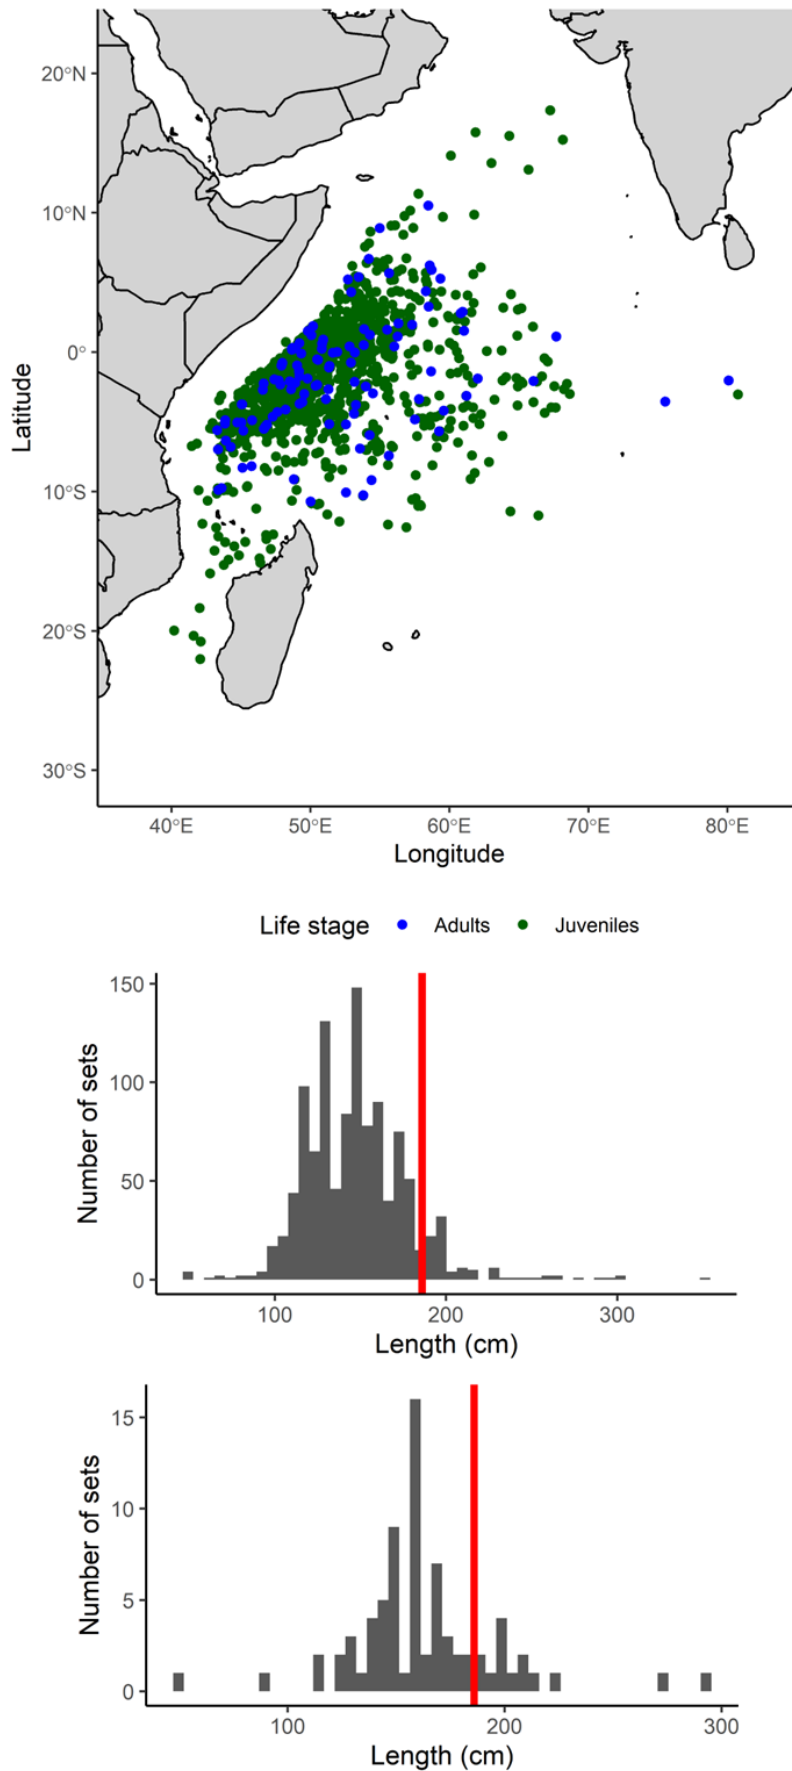 20°N
10°N
0°
10°S
20°S
30°S
Latitude
40°E 50°E 60°E 70°E 80°E
Longitude
Life stage Adults Juveniles
150
100
50
0
Number of sets
100 200 300
Length (cm)
15
10
5
0
Number of sets
100 200 300
Length (cm)